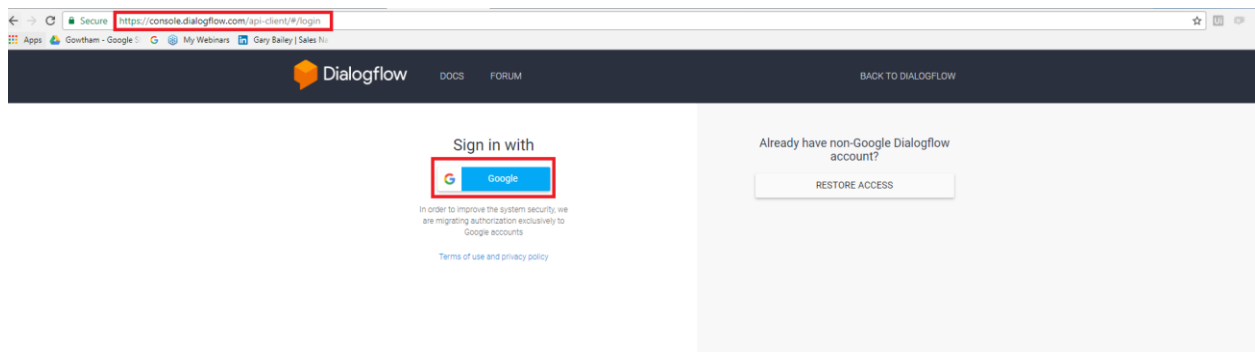 Secure https://console.dialogflow.com/api-client/#/login
Apps Gowtham - Google S G My Webinars Gary Bailey | Sales Na
Dialogflow DOCS FORUM BACK TO DIALOGFLOW
Sign in with
G Google
In order to improve the system security, we
are migrating authorization exclusively to
Google accounts
Terms of use and privacy policy
Already have non-Google Dialogflow
account?
RESTORE ACCESS